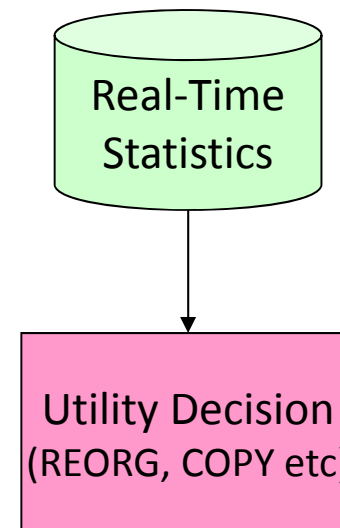 Real-Time
Statistics
Utility Decision
(REORG, COPY etc)